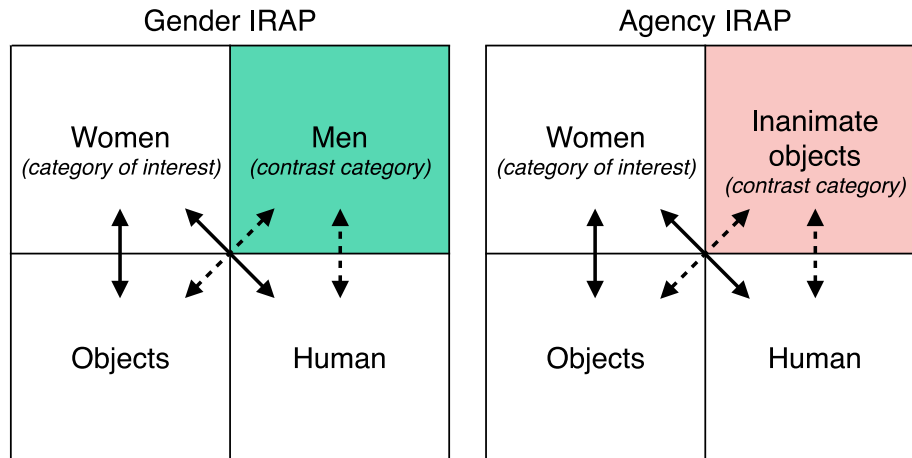 Gender IRAP
Women
(category of interest)
Men
(contrast category)
Objects
Human
Agency IRAP
Women
(category of interest)
Inanimate
objects
(contrast category)
Objects
Human